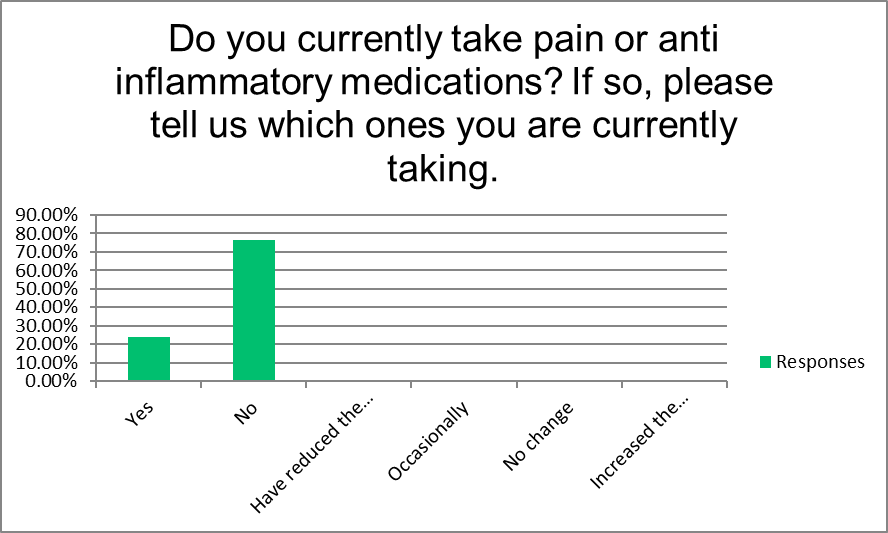 Do you currently take pain or anti
inflammatory medications? If so, please
tell us which ones you are currently
taking.
90.00%
80.00%
70.00%
60.00%
50.00%
40.00%
30.00%
20.00%
10.00%
0.00%
Responses
Yes
No
Have reduced the...
Occasionally
No change
Increased the...